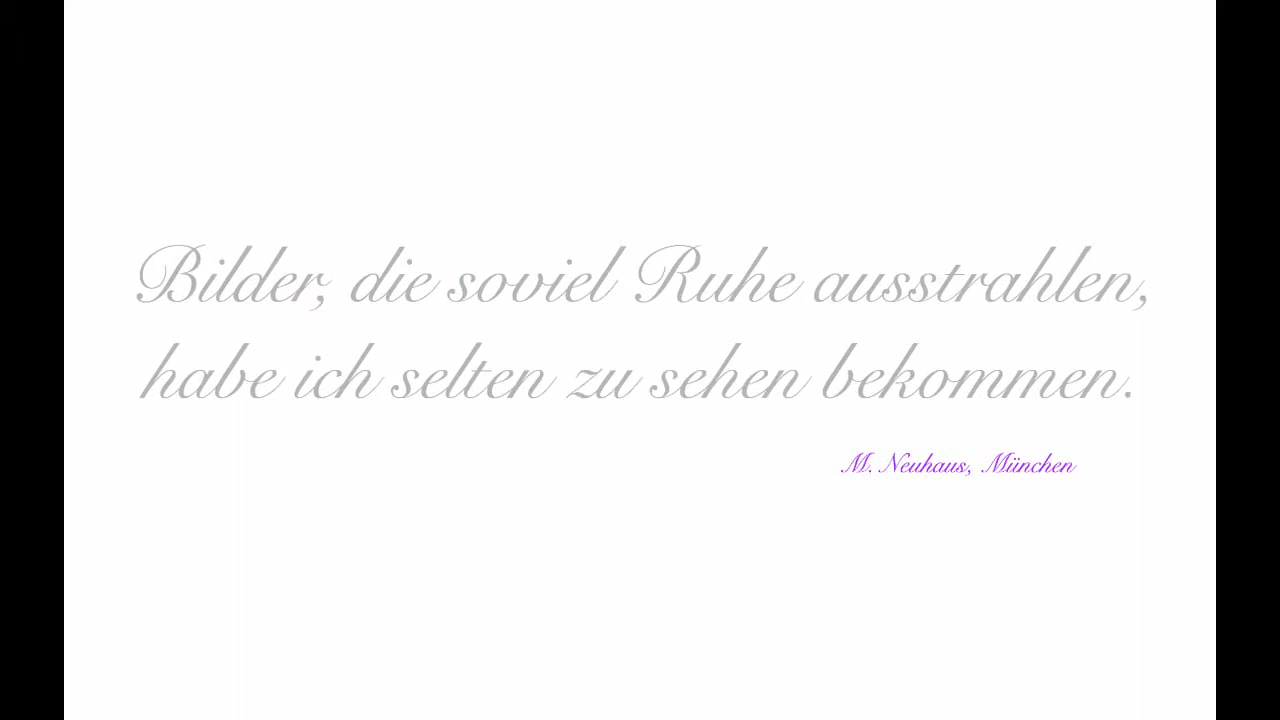 Bilder, die soviel Ruhe ausstrahlen,
habe ich selten zu sehen bekommen.
M. Neuhaus, München